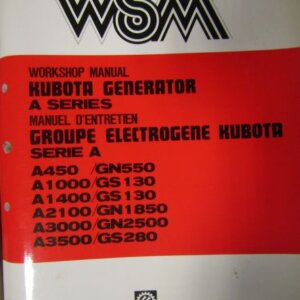 WSM
WORKSHOP MANUAL
KUBOTA GENERATOR
A SERIES
MANUEL D'ENTRETIEN
GROUPE ELECTROGENE KUBOTA
SERIE A
A450 /GN550
A1000/GS130
A1400/GS130
A2100/GN1850
A3000/GN2500
A3500/GS280